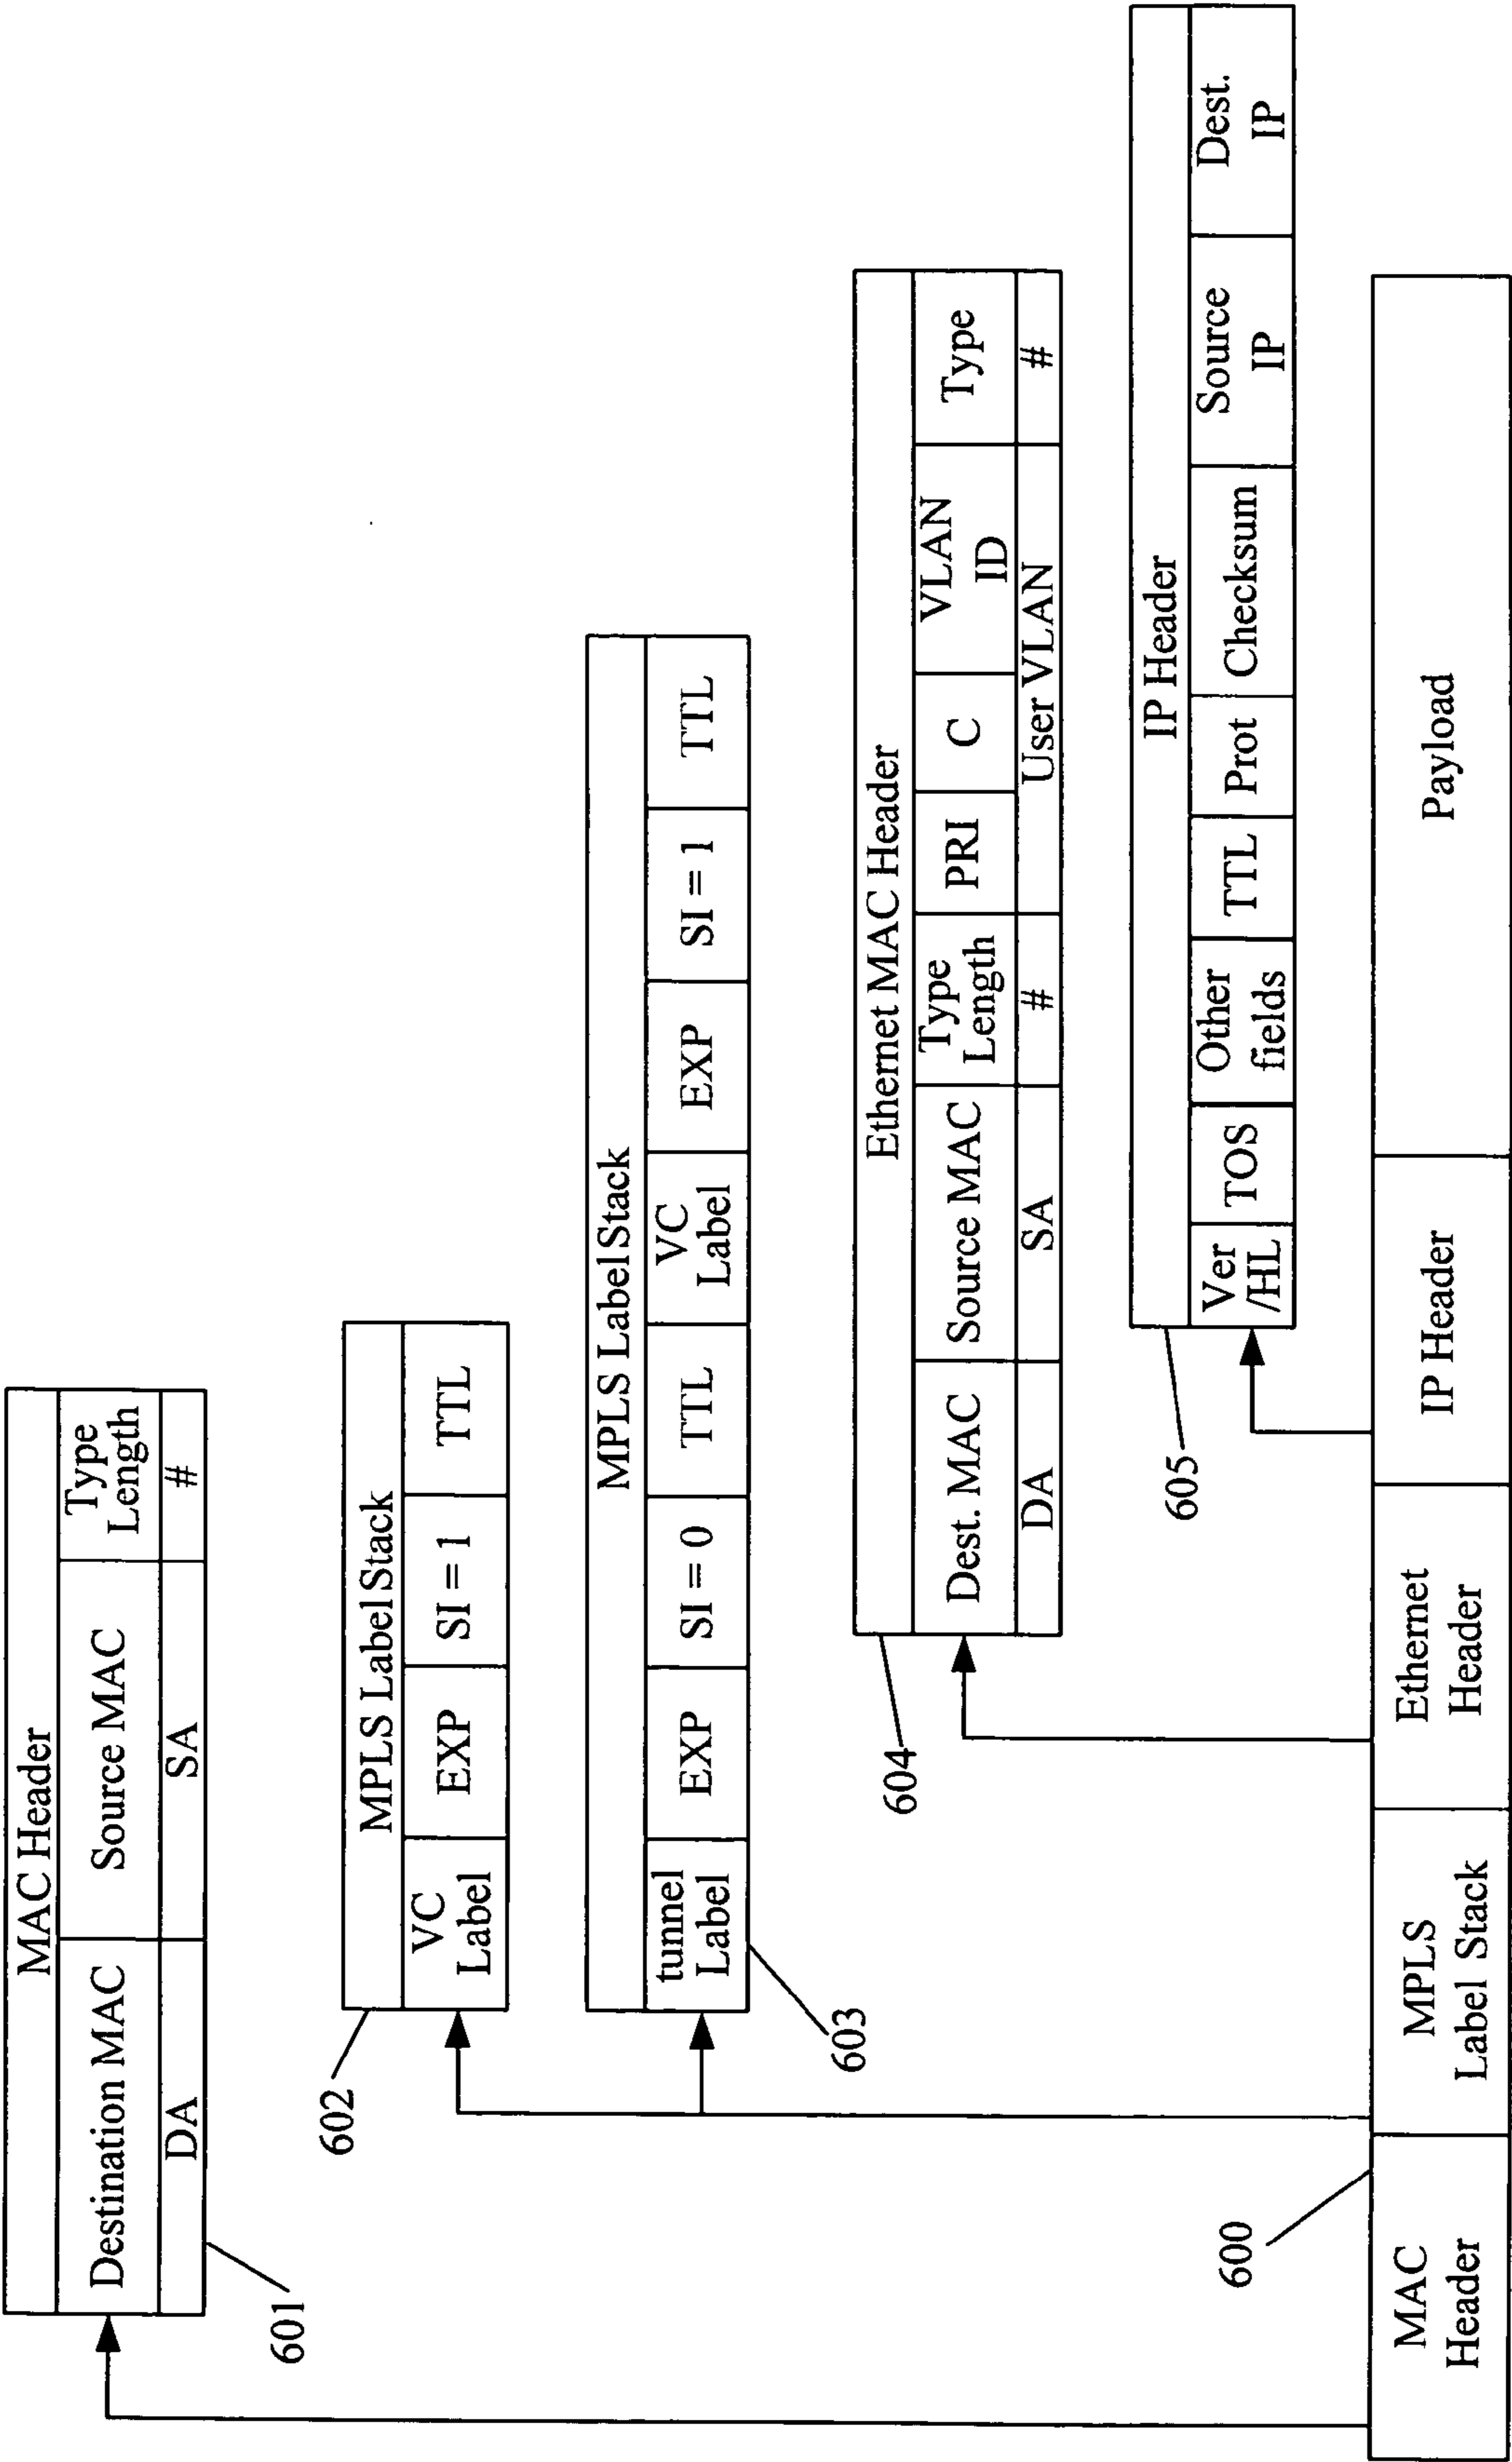 MAC Header
Destination MAC
Source MAC
Type
Length
DA
SA
#
601
MPLS Label Stack
VC
Label
EXP
SI = 1
TTL
602
MPLS Label Stack
tunnel
Label
EXP
SI = 0
TTL
VC
Label
EXP
SI = 1
TTL
603
Ethernet MAC Header
Dest. MAC
Source MAC
Type
Length
PRI
C
VLAN
ID
Type
DA
SA
#
User VLAN
#
604
IP Header
Ver
/HL
TOS
Other
fields
TTL
Prot
Checksum
Source
IP
Dest.
IP
605
600
MAC
Header
MPLS
Label Stack
Ethernet
Header
IP Header
Payload